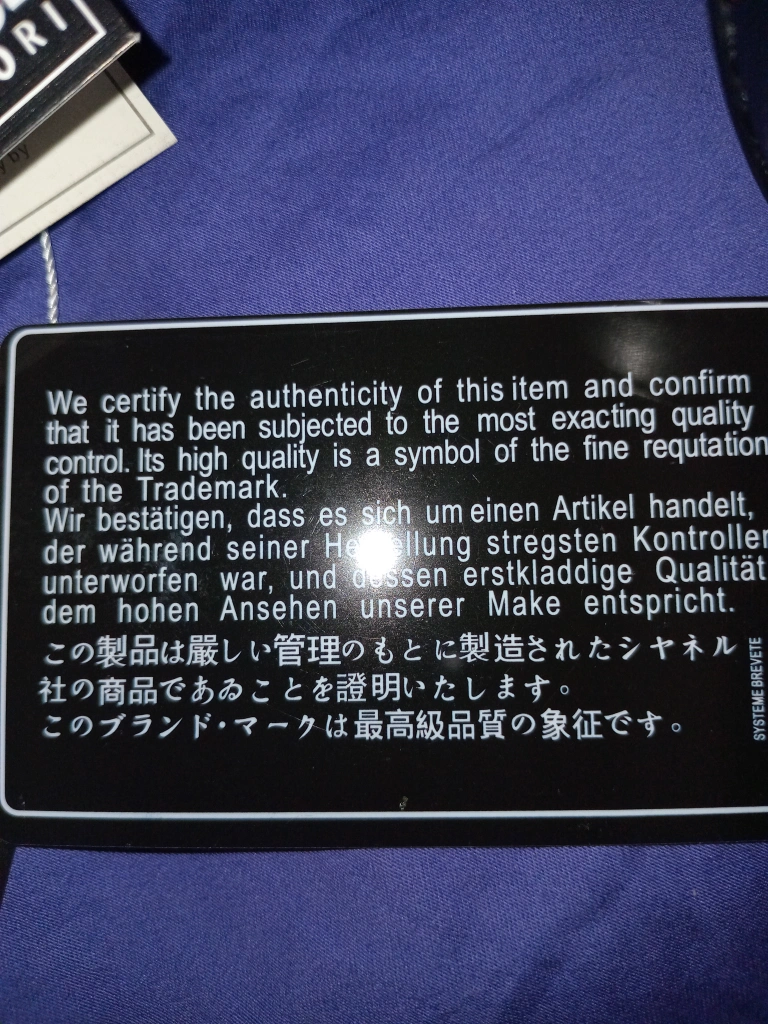 ORI
by
We certify the authenticity of this item and confirm
that it has been subjected to the most exacting quality
control. Its high quality is a symbol of the fine requtation
of the Trademark.
Wir bestätigen, dass es sich um einen Artikel handelt,
der während seiner stregsten Kontroller
unterworfen war, und dessen erstkladdige Qualität
dem hohen Ansehen unserer Make entspricht.
この製品は厳しい管理のもとに製造されたシヤネル
社の商品であゐことを證明いたします。
このブランド・マークは最高級品質の象征です。
SYSTEME BREVETE